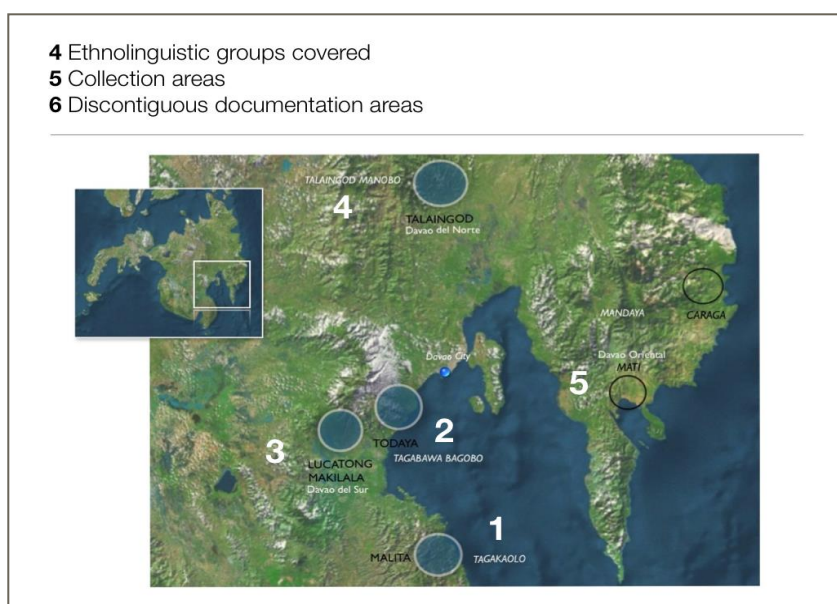 4 Ethnolinguistic groups covered
5 Collection areas
6 Discontiguous documentation areas
TALAINGOD MANOBO
4
TALAINGOD
Davao del Norte
MANDAYA
CARAGA
Davao City
Davao Oriental
MATI
5
3
TODAYA
2
TAGABAWA BAGOBO
LUCATONG
MAKILALA
Davao del Sur
1
MALITA
TAGAKAOLO